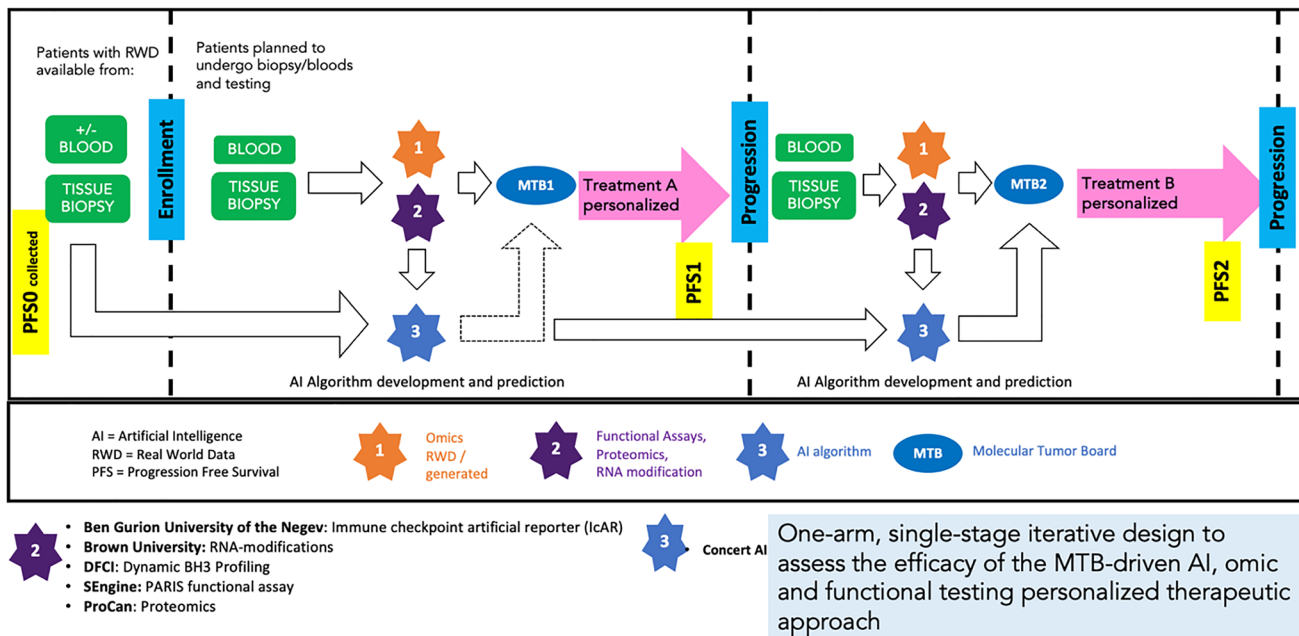 Patients with RWD
available from:
+/-
BLOOD
TISSUE
BIOPSY
PFS0 collected
Enrollment
Patients planned to
undergo biopsy/bloods
and testing
BLOOD
TISSUE
BIOPSY
1
2
3
MTB1
Treatment A
personalized
PFS1
Progression
AI Algorithm development and prediction
BLOOD
TISSUE
BIOPSY
1
2
3
MTB2
Treatment B
personalized
PFS2
Progression
AI Algorithm development and prediction
AI = Artificial Intelligence
RWD = Real World Data
PFS = Progression Free Survival
1
Omics
RWD /
generated
2
Functional Assays,
Proteomics,
RNA modification
3
AI algorithm
MTB
Molecular Tumor Board
2
• Ben Gurion University of the Negev: Immune checkpoint artificial reporter (IcAR)
• Brown University: RNA-modifications
• DFCI: Dynamic BH3 Profiling
• SEngine: PARIS functional assay
• ProCan: Proteomics
3
• Concert AI
One-arm, single-stage iterative design to
assess the efficacy of the MTB-driven AI, omic
and functional testing personalized therapeutic
approach